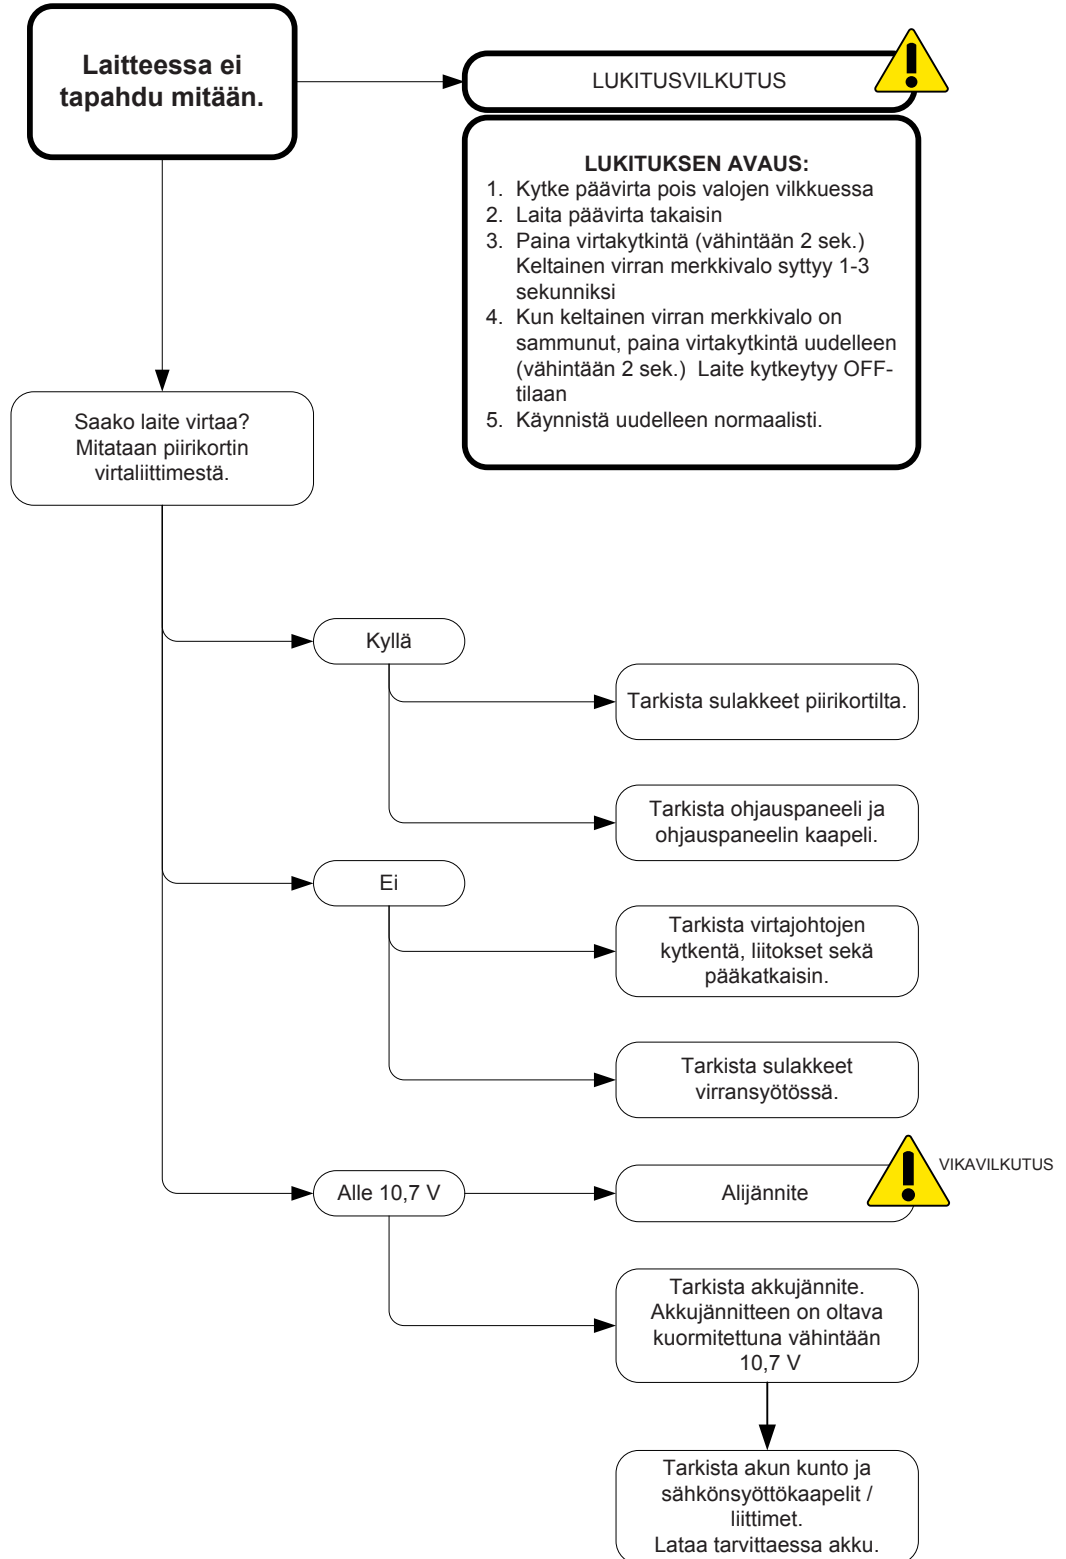 Laitteessa ei
tapahdu mitään.
LUKITUSVILKUTUS
LUKITUKSEN AVAUS:
1. Kytke päävirta pois valojen vilkkuessa
2. Laita päävirta takaisin
3. Paina virtakytkintä (vähintään 2 sek.)
Keltainen virran merkkivalo syttyy 1-3
sekunniksi
4. Kun keltainen virran merkkivalo on
sammunut, paina virtakytkintä uudelleen
(vähintään 2 sek.) Laite kytkeytyy OFF-
tilaan
5. Käynnistä uudelleen normaalisti.
Saako laite virtaa?
Mitataan piirikortin
virtaliittimestä.
Kyllä
Tarkista sulakkeet piirikortilta.
Tarkista ohjauspaneeli ja
ohjauspaneelin kaapeli.
Ei
Tarkista virtajohtojen
kytkentä, liitokset sekä
pääkatkaisin.
Tarkista sulakkeet
virransyötössä.
Alle 10,7 V
Alijännite
VIKAVILKUTUS
Tarkista akkujännite.
Akkujännitteen on oltava
kuormitettuna vähintään
10,7 V
Tarkista akun kunto ja
sähkönsyöttökaapelit /
liittimet.
Lataa tarvittaessa akku.